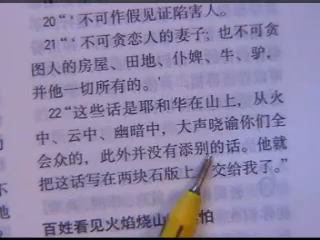 20 “‘不可作假见证陷害人。
21 “‘不可贪恋人的妻子；也不可贪
图人的房屋、田地、仆婢、牛、驴，
并他一切所有的。’
22 “这些话是耶和华在山上，从火
中、云中、幽暗中，大声晓谕你们全
会众的，此外并没有添别的话。他就
把这话写在两块石版上，交给我了。”
百姓看见火焰烧山 怕